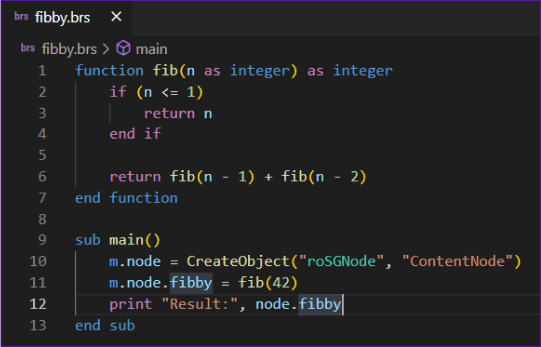 brs fibby.brs ×
brs fibby.brs > main
1 function fib(n as integer) as integer
2     if (n <= 1)
3         return n
4     end if
5
6     return fib(n - 1) + fib(n - 2)
7 end function
8
9 sub main()
10     m.node = CreateObject("roSGNode", "ContentNode")
11     m.node.fibby = fib(42)
12     print "Result:", node.fibby
13 end sub